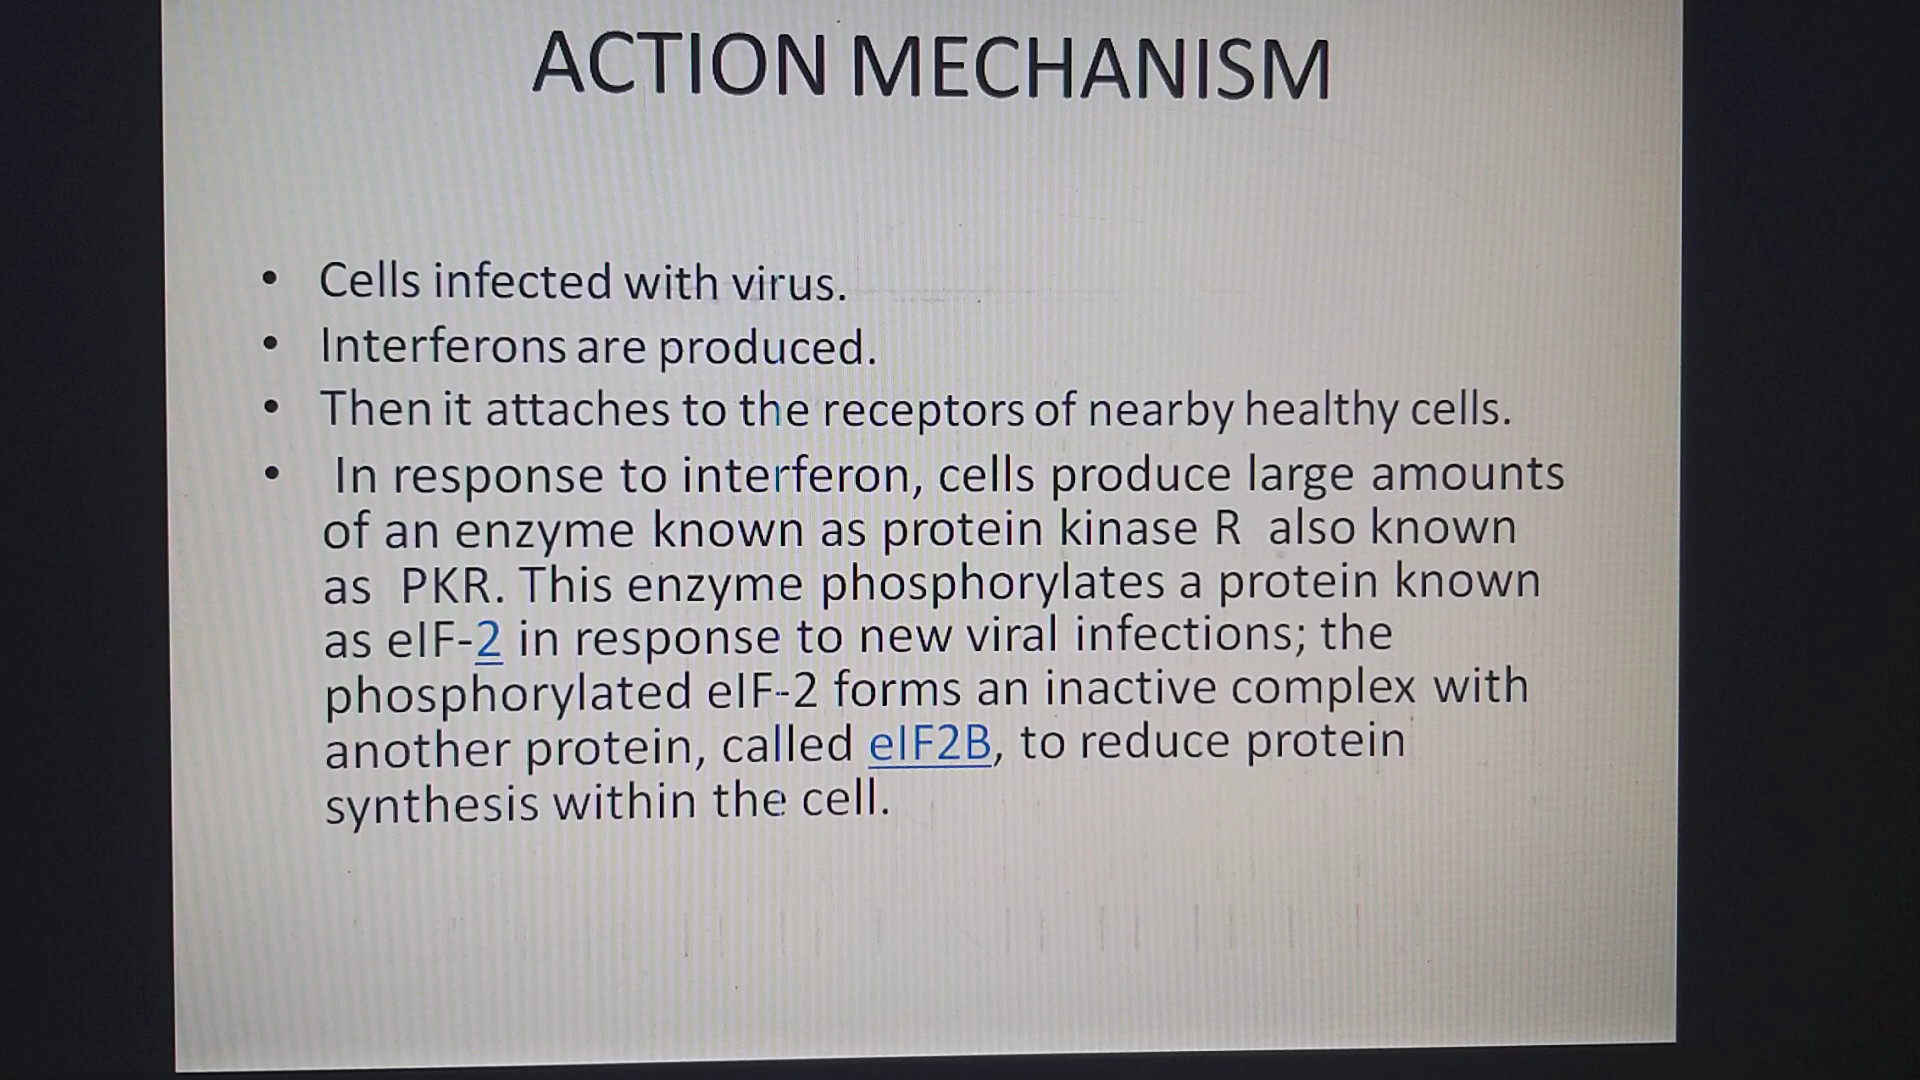 ACTION MECHANISM
• Cells infected with virus.
• Interferons are produced.
• Then it attaches to the receptors of nearby healthy cells.
• In response to interferon, cells produce large amounts
of an enzyme known as protein kinase R also known
as PKR. This enzyme phosphorylates a protein known
as eIF-2 in response to new viral infections; the
phosphorylated eIF-2 forms an inactive complex with
another protein, called eIF2B, to reduce protein
synthesis within the cell.